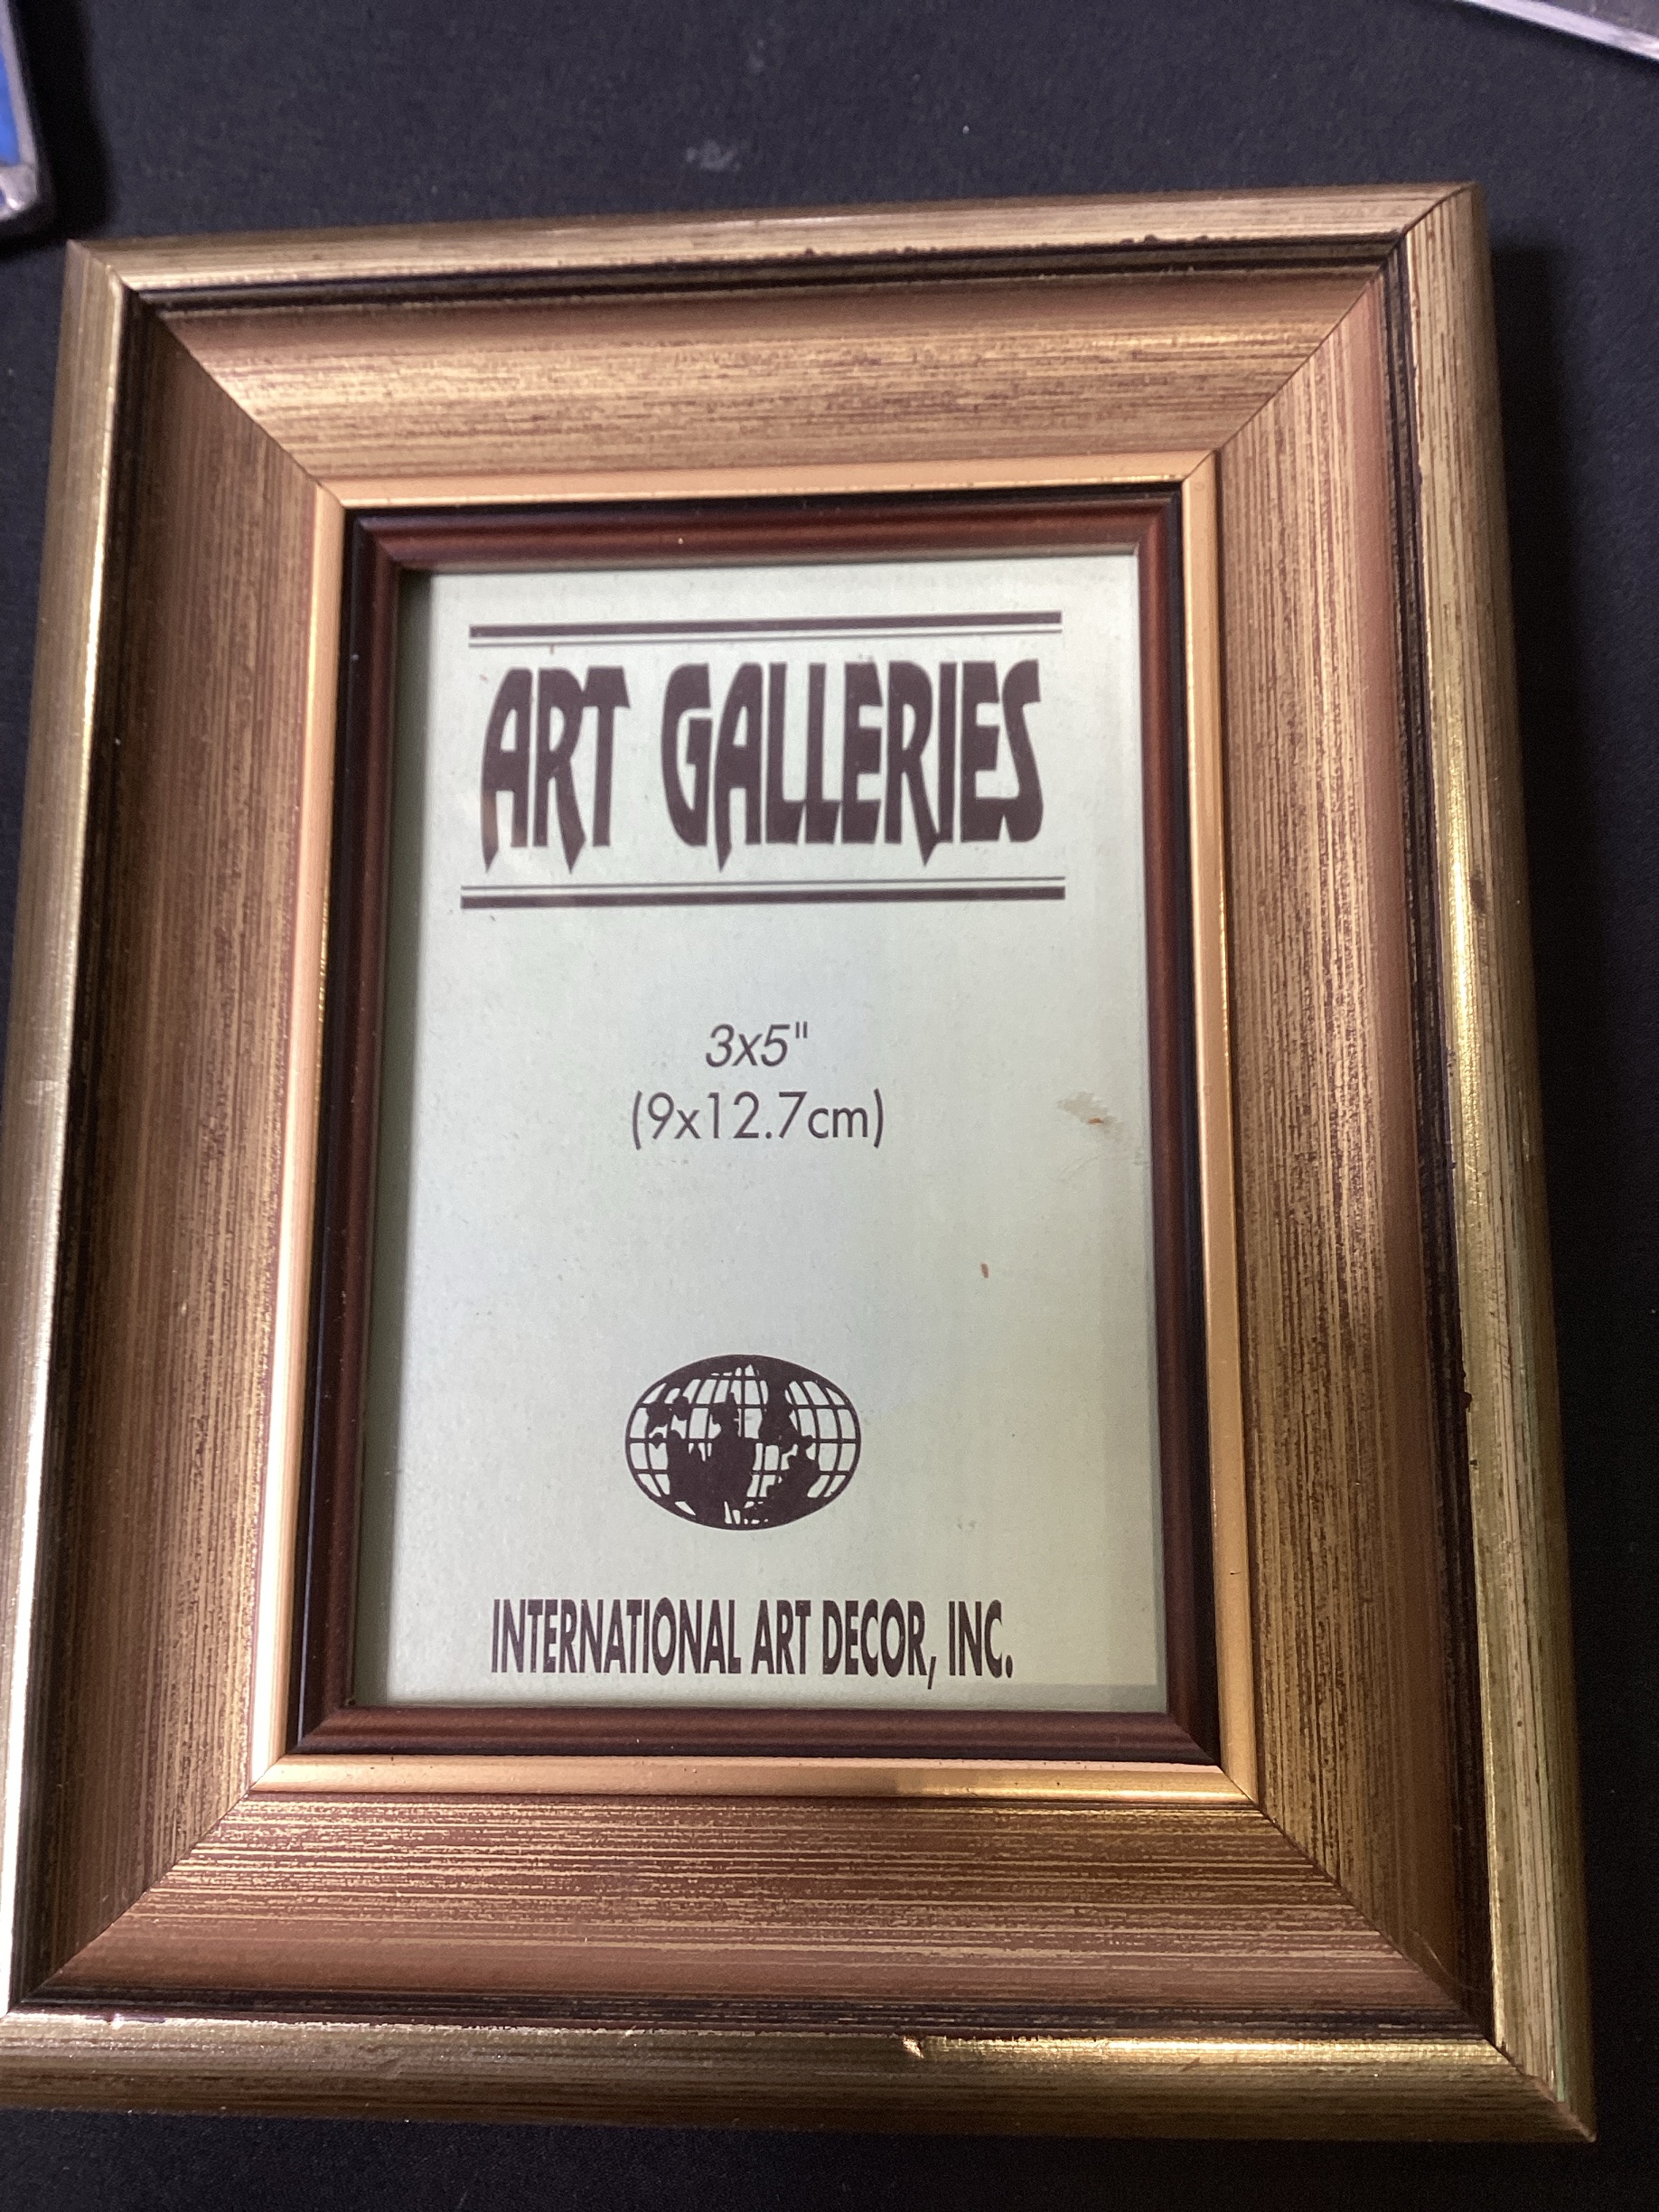 ART GALLERIES
3x5"
(9x12.7cm)
INTERNATIONAL ART DECOR, INC.